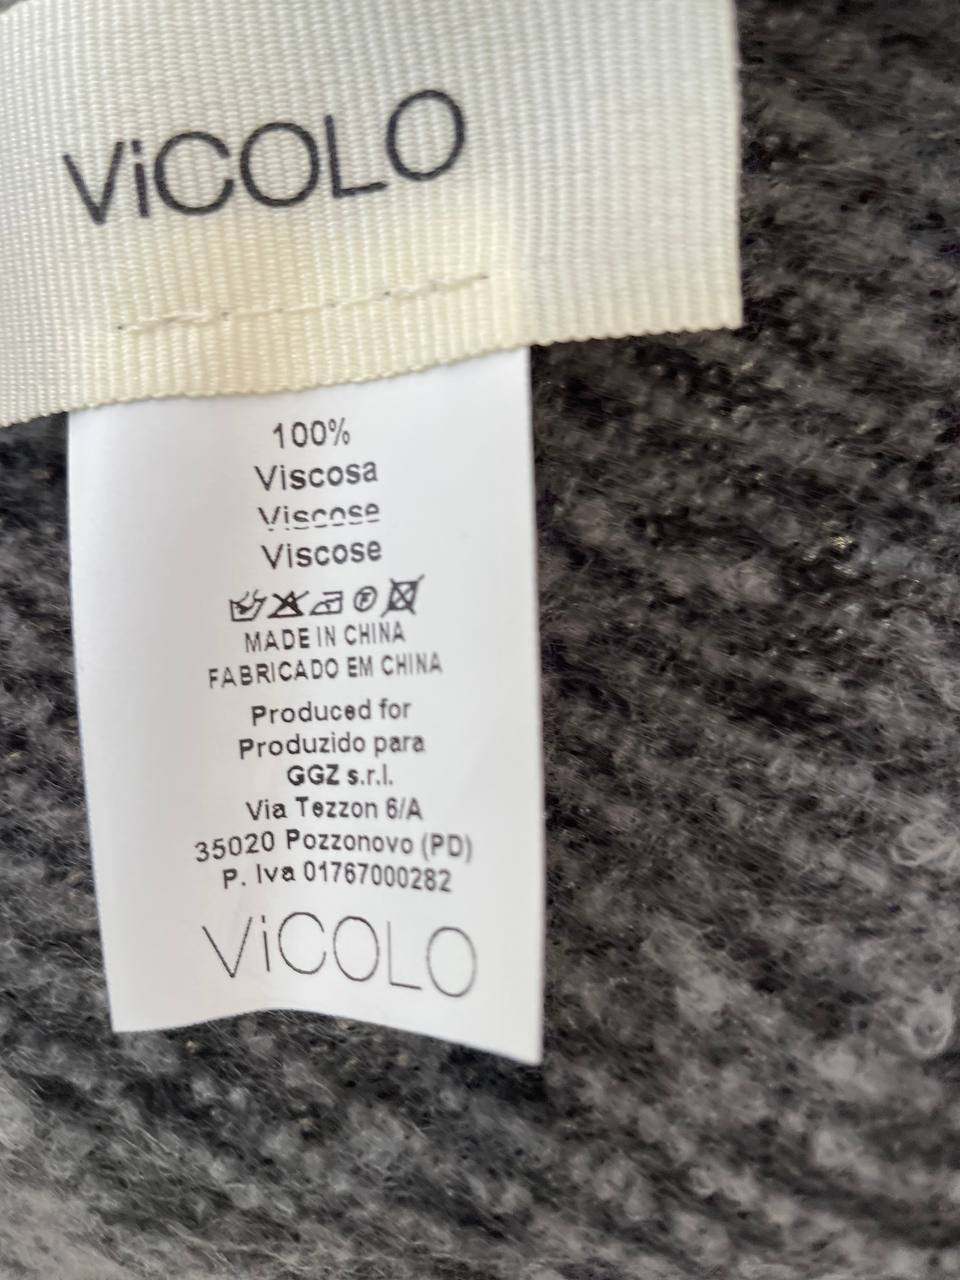 ViCOLO
100%
Viscosa
Viscose
Viscose
MADE IN CHINA
FABRICADO EM CHINA
Produced for
Produzido para
GGZ s.r.l.
Via Tezzon 6/A
35020 Pozzonovo (PD)
P. Iva 01767000282
ViCOLO